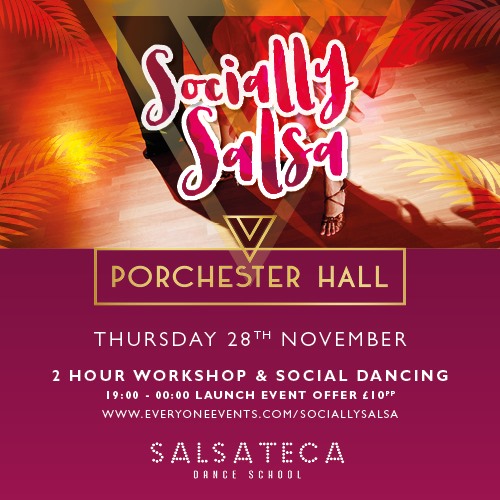 Socially
Salsa
PORCHESTER HALL
THURSDAY 28TH NOVEMBER
2 HOUR WORKSHOP & SOCIAL DANCING
19:00 - 00:00 LAUNCH EVENT OFFER £10PP
WWW.EVERYONEEVENTS.COM/SOCIALLYSALSA
SALSATECA
DANCE SCHOOL